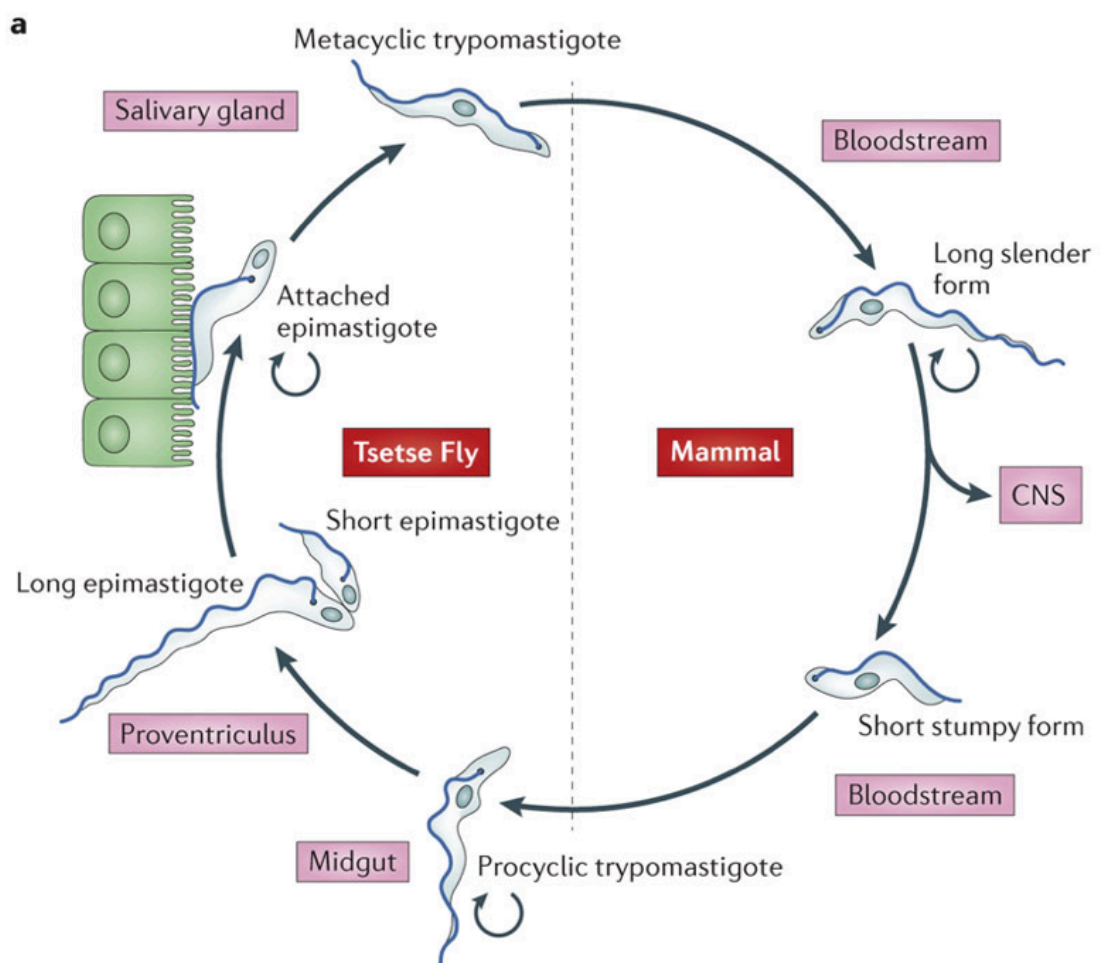 a
Metacyclic trypomastigote
Salivary gland
Bloodstream
Long slender
form
Attached
epimastigote
Tsetse Fly
Mammal
CNS
Short epimastigote
Long epimastigote
Short stumpy form
Proventriculus
Bloodstream
Midgut
Procyclic trypomastigote